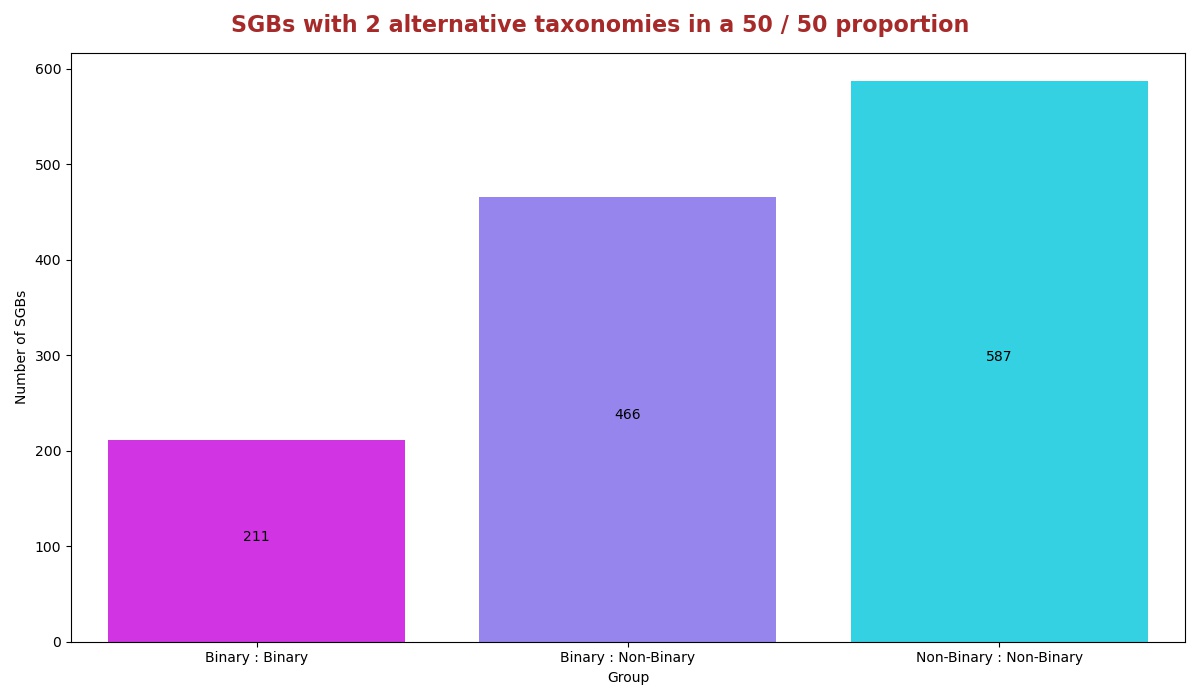 SGBs with 2 alternative taxonomies in a 50 / 50 proportion
600
500
400
300
200
100
0
Number of SGBs
211
466
587
Binary : Binary
Binary : Non-Binary
Non-Binary : Non-Binary
Group